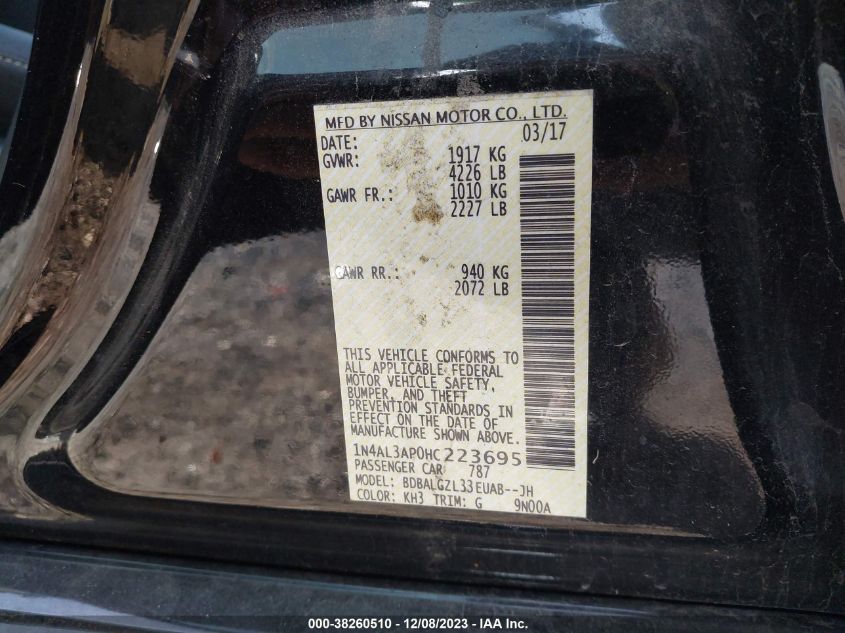 MFD BY NISSAN MOTOR CO., LTD.
DATE: 03/17
GVWR: 1917 KG
4226 LB
GAWR FR.: 1010 KG
2227 LB
GAWR RR.: 940 KG
2072 LB
THIS VEHICLE CONFORMS TO
ALL APPLICABLE FEDERAL
MOTOR VEHICLE SAFETY,
BUMPER, AND THEFT
PREVENTION STANDARDS IN
EFFECT ON THE DATE OF
MANUFACTURE SHOWN ABOVE.
1N4AL3AP0HC223695
PASSENGER CAR 787
MODEL: BDBALGZL33EUAB--JH
COLOR: KH3 TRIM: G 9N00A
000-38260510 - 12/08/2023 - IAA Inc.